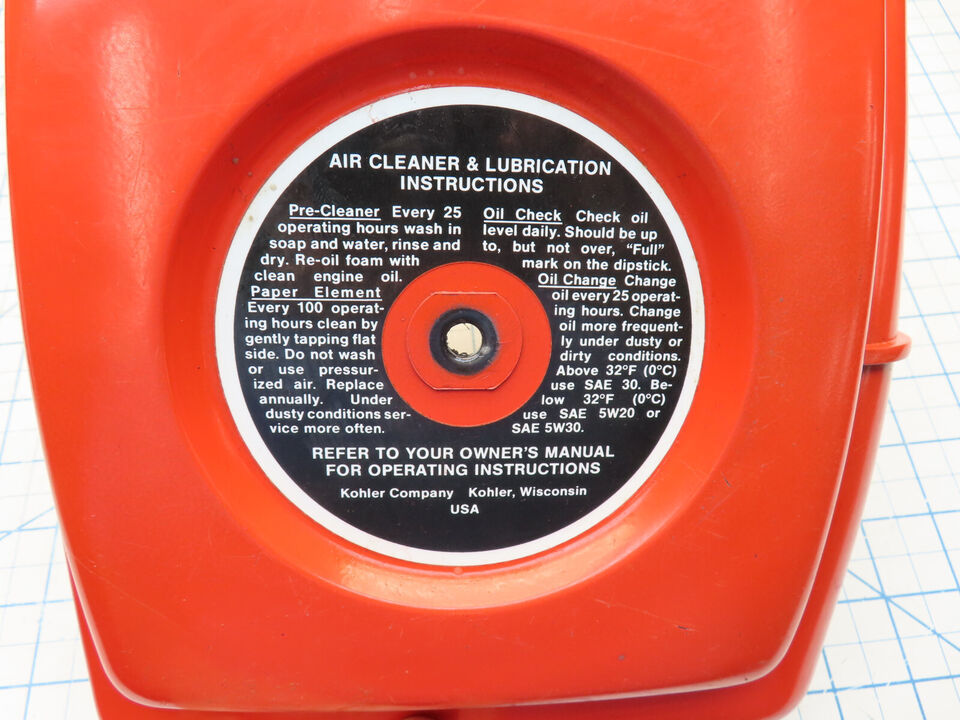 AIR CLEANER & LUBRICATION
INSTRUCTIONS
Pre-Cleaner Every 25
operating hours wash in
soap and water, rinse and
dry. Re-oil foam with
clean engine oil.
Paper Element
Every 100 operat-
ing hours clean by
gently tapping flat
side. Do not wash
or use pressur-
ized air. Replace
annually. Under
dusty conditions ser-
vice more often.
Oil Check Check oil
level daily. Should be up
to, but not over, “Full”
mark on the dipstick.
Oil Change Change
oil every 25 operat-
ing hours. Change
oil more frequent-
ly under dusty or
dirty conditions.
Above 32°F (0°C)
use SAE 30. Be-
low 32°F (0°C)
use SAE 5W20 or
SAE 5W30.
REFER TO YOUR OWNER'S MANUAL
FOR OPERATING INSTRUCTIONS
Kohler Company Kohler, Wisconsin
USA